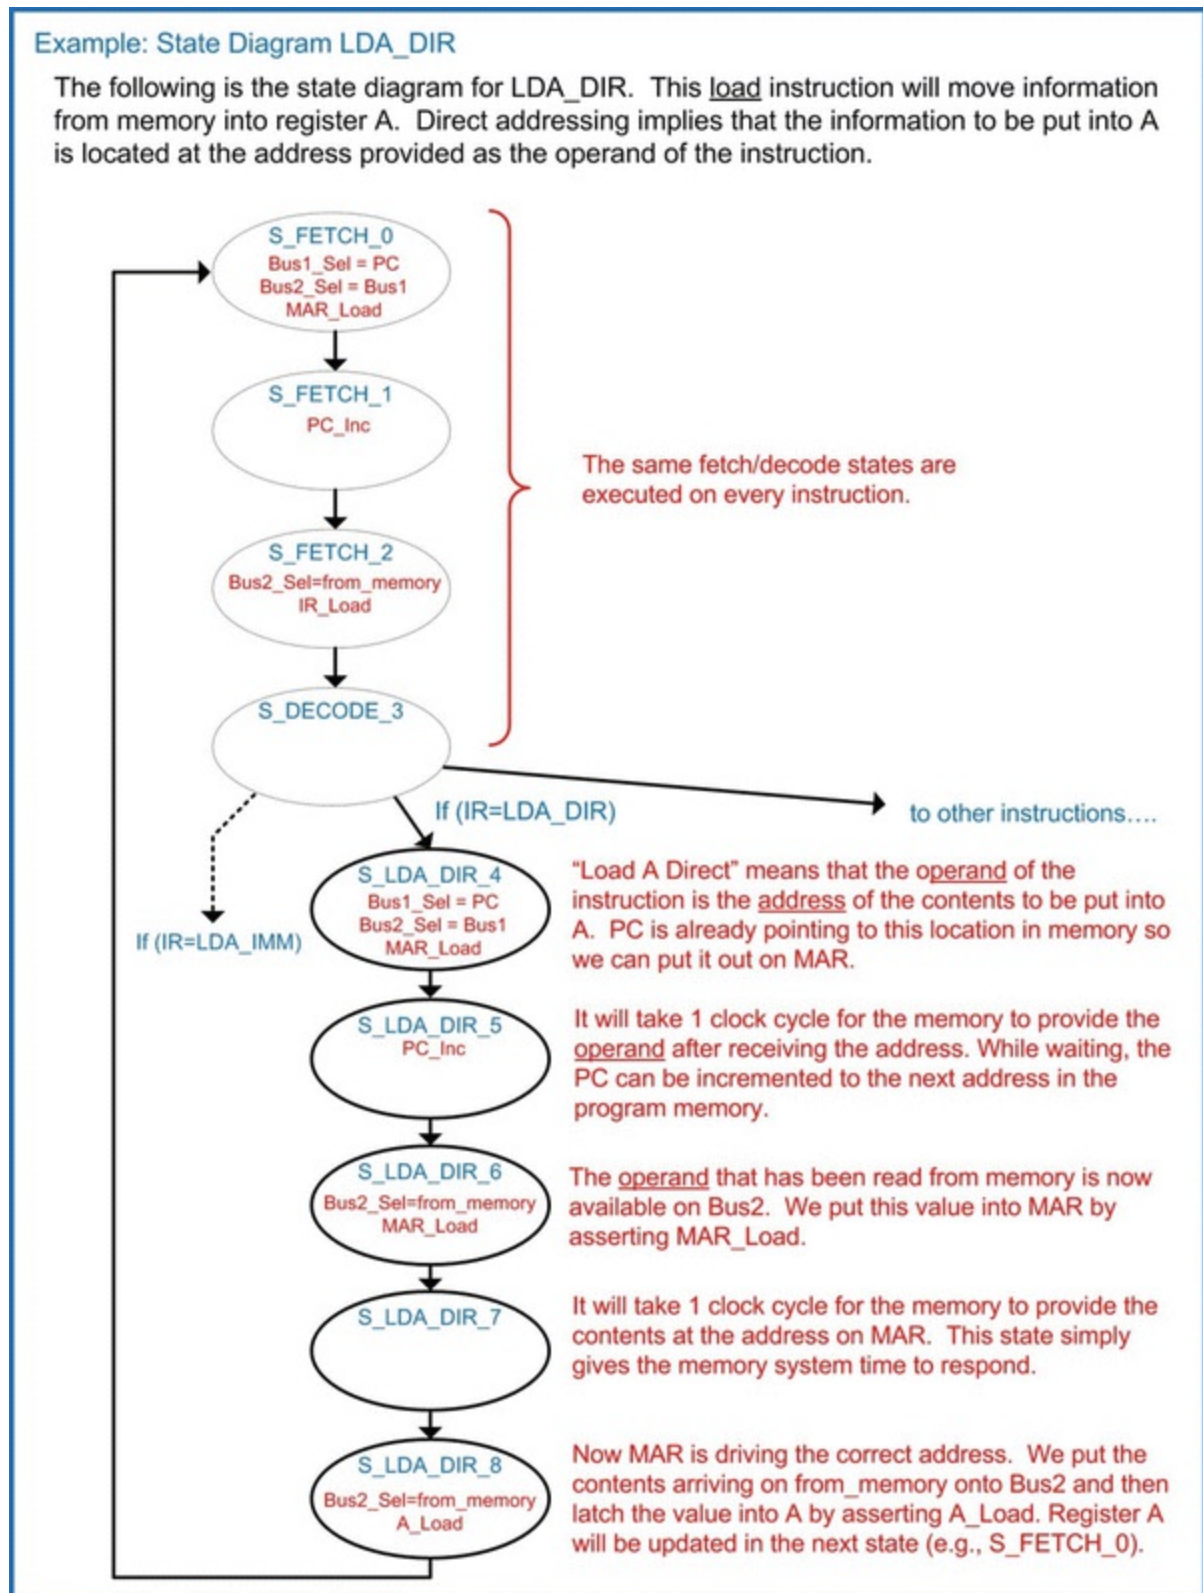 Example: State Diagram LDA_DIR
The following is the state diagram for LDA_DIR.  This load instruction will move information
from memory into register A.  Direct addressing implies that the information to be put into A
is located at the address provided as the operand of the instruction.
S_FETCH_0
Bus1_Sel = PC
Bus2_Sel = Bus1
MAR_Load
S_FETCH_1
PC_Inc
The same fetch/decode states are
executed on every instruction.
S_FETCH_2
Bus2_Sel=from_memory
IR_Load
S_DECODE_3
If (IR=LDA_DIR)
to other instructions....
If (IR=LDA_IMM)
S_LDA_DIR_4
Bus1_Sel = PC
Bus2_Sel = Bus1
MAR_Load
“Load A Direct” means that the operand of the
instruction is the address of the contents to be put into
A.  PC is already pointing to this location in memory so
we can put it out on MAR.
S_LDA_DIR_5
PC_Inc
It will take 1 clock cycle for the memory to provide the
operand after receiving the address. While waiting, the
PC can be incremented to the next address in the
program memory.
S_LDA_DIR_6
Bus2_Sel=from_memory
MAR_Load
The operand that has been read from memory is now
available on Bus2.  We put this value into MAR by
asserting MAR_Load.
S_LDA_DIR_7
It will take 1 clock cycle for the memory to provide the
contents at the address on MAR.  This state simply
gives the memory system time to respond.
S_LDA_DIR_8
Bus2_Sel=from_memory
A_Load
Now MAR is driving the correct address.  We put the
contents arriving on from_memory onto Bus2 and then
latch the value into A by asserting A_Load. Register A
will be updated in the next state (e.g., S_FETCH_0).